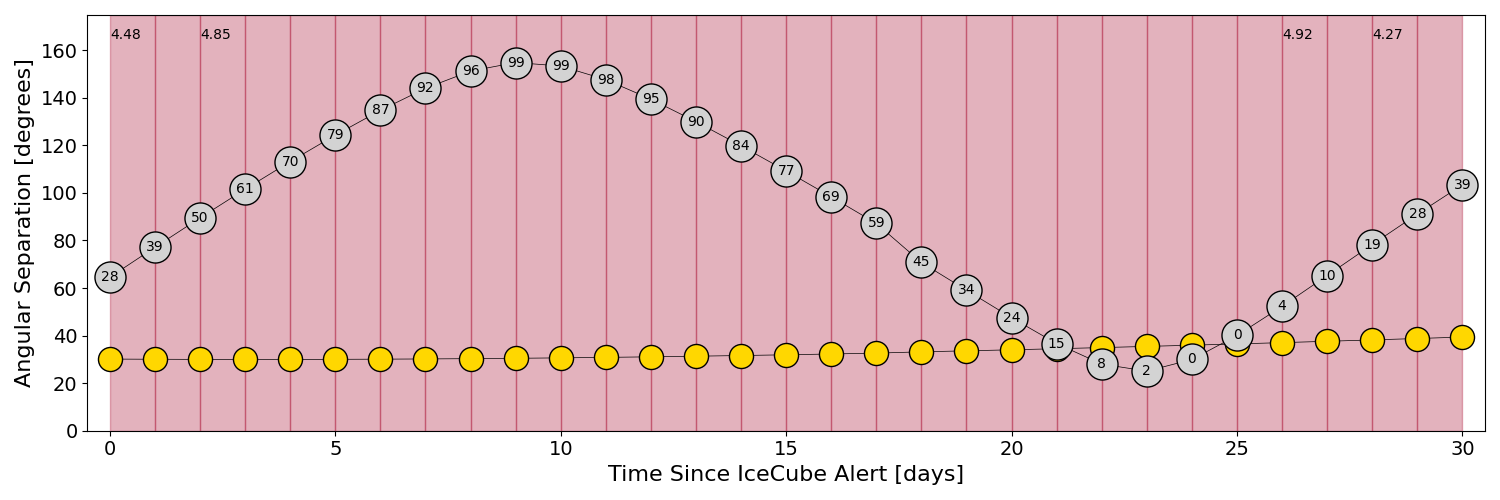 4.48 4.85 4.92 4.27
160
140
120
100
80
60
40
20
0
Angular Separation [degrees]
28 39 50 61 70 79 87 92 96 99 99 98 95 90 84 77 69 59 45 34 24 15 8 2 0 0 4 10 19 28 39
0 5 10 15 20 25 30
Time Since IceCube Alert [days]